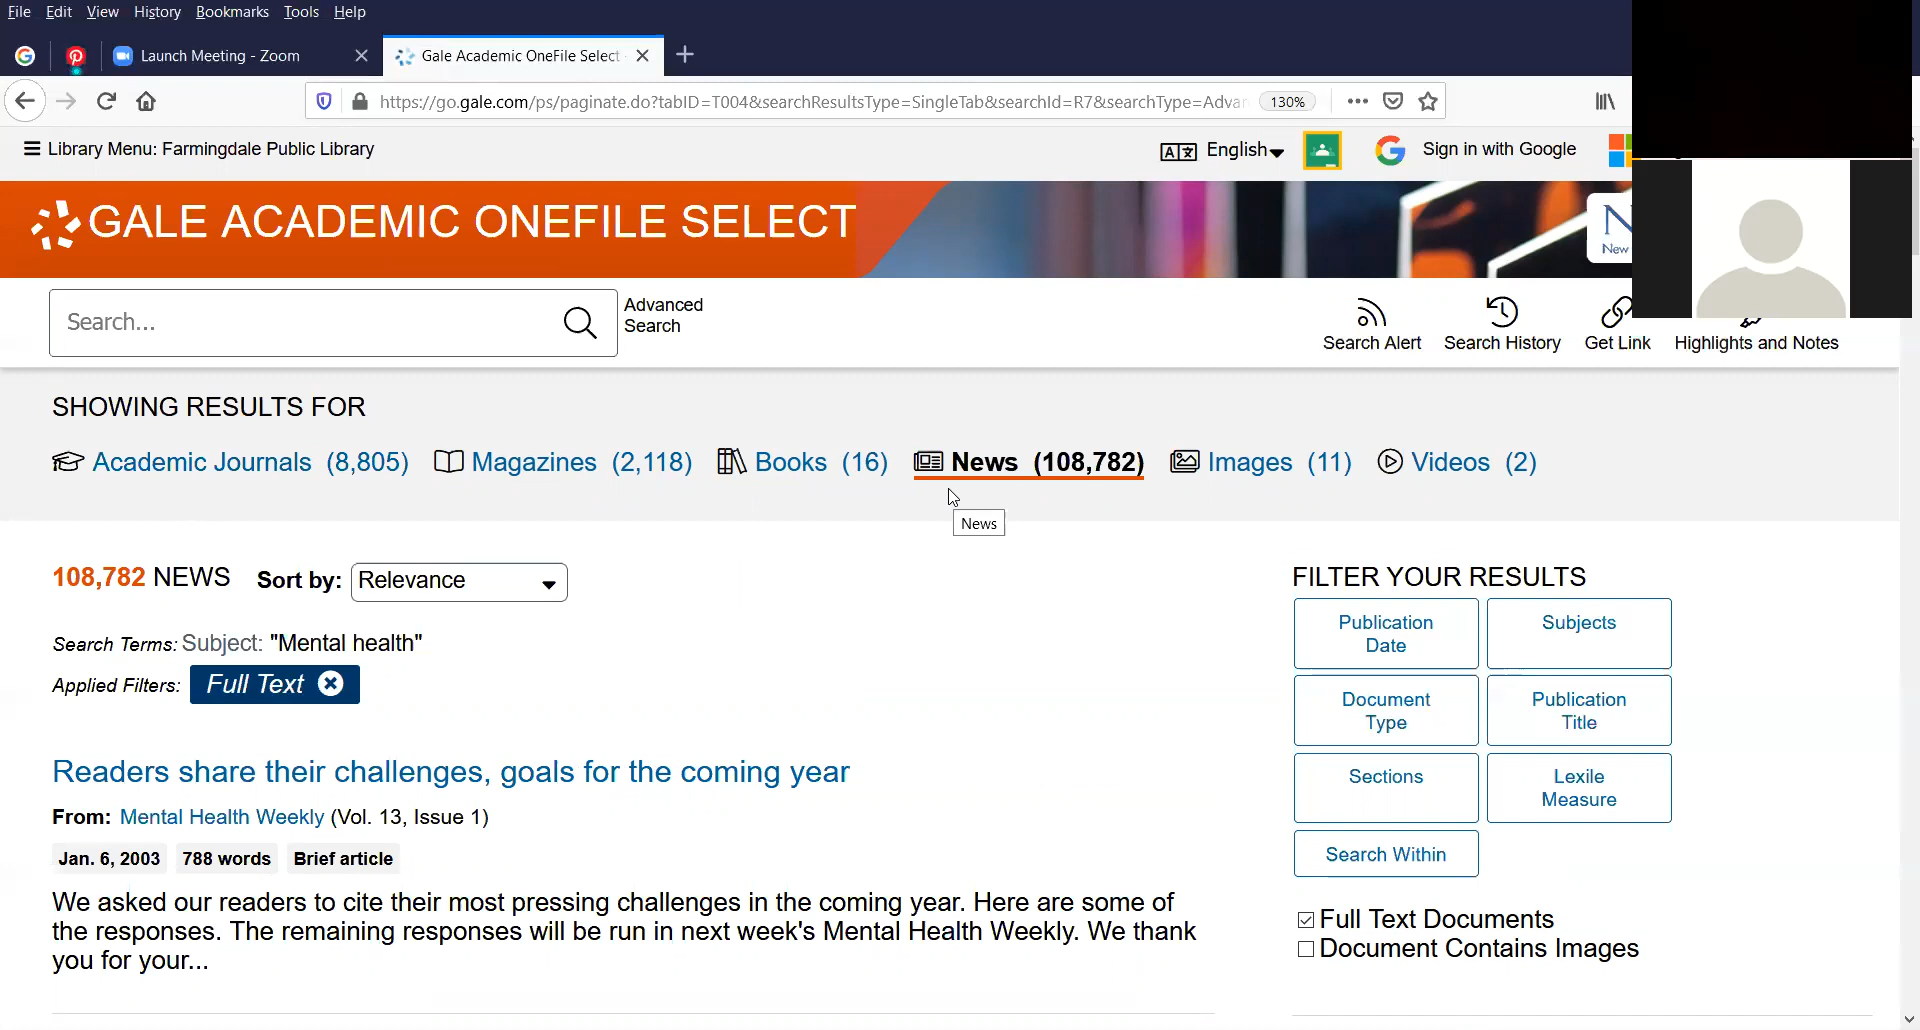 File Edit View History Bookmarks Tools Help
Launch Meeting - Zoom
Gale Academic OneFile Select
https://go.gale.com/ps/paginate.do?tabID=T004&searchResultsType=SingleTab&searchId=R7&searchType=Adva
130%
Library Menu: Farmingdale Public Library
English
Sign in with Google
GALE ACADEMIC ONEFILE SELECT
N
New
Search...
Advanced
Search
Search Alert
Search History
Get Link
Highlights and Notes
SHOWING RESULTS FOR
Academic Journals (8,805) Magazines (2,118) Books (16) News (108,782) Images (11) Videos (2)
News
108,782 NEWS Sort by: Relevance
Search Terms: Subject: "Mental health"
Applied Filters: Full Text
Readers share their challenges, goals for the coming year
From: Mental Health Weekly (Vol. 13, Issue 1)
Jan. 6, 2003 788 words Brief article
We asked our readers to cite their most pressing challenges in the coming year. Here are some of
the responses. The remaining responses will be run in next week's Mental Health Weekly. We thank
you for your...
FILTER YOUR RESULTS
Publication
Date
Subjects
Document
Type
Publication
Title
Sections
Lexile
Measure
Search Within
Full Text Documents
Document Contains Images